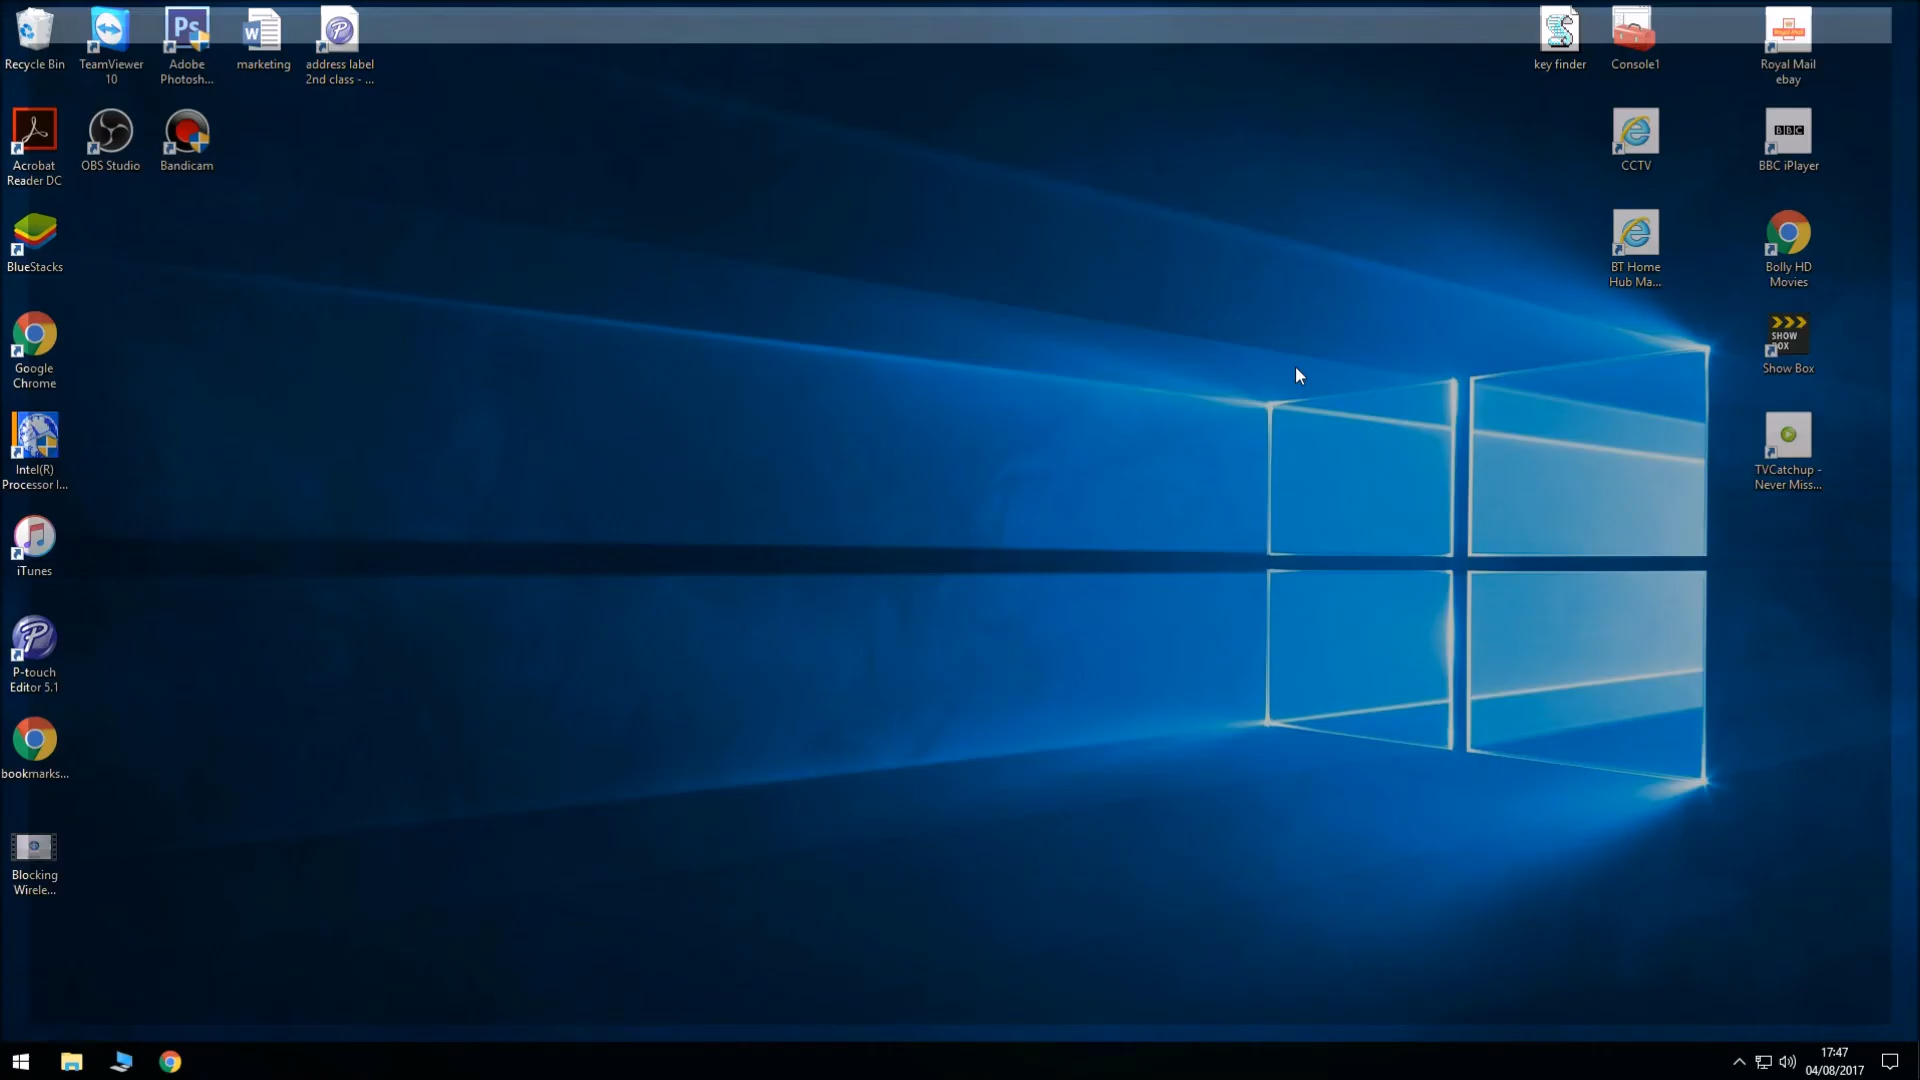 Recycle Bin
TeamViewer
10
Ps
Adobe
Photosh...
W
marketing
address label
2nd class - ...
key finder
Console1
Royal Mail
Royal Mail
ebay
Acrobat
Reader DC
OBS Studio
Bandicam
CCTV
BBC
BBC iPlayer
BlueStacks
BT Home
Hub Ma...
Bolly HD
Movies
Google
Chrome
SHOW
BOX
Show Box
Intel(R)
Processor I...
TVCatchup -
Never Miss...
iTunes
P-touch
Editor 5.1
bookmarks...
Blocking
Wirele...
17:47
04/08/2017